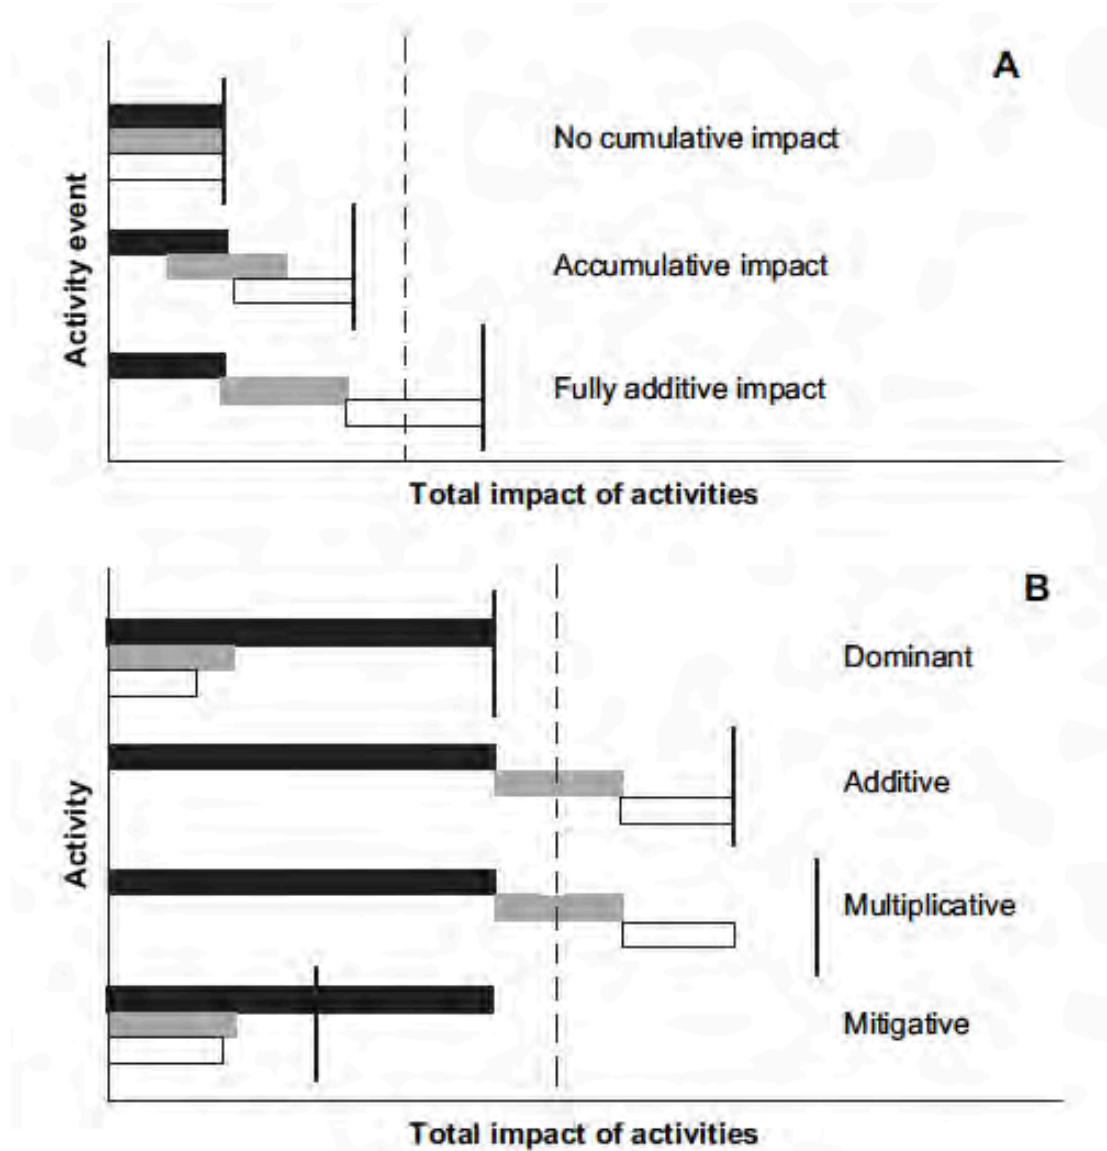 A
No cumulative impact
Accumulative impact
Fully additive impact
Activity event
Total impact of activities
B
Dominant
Additive
Multiplicative
Mitigative
Activity
Total impact of activities